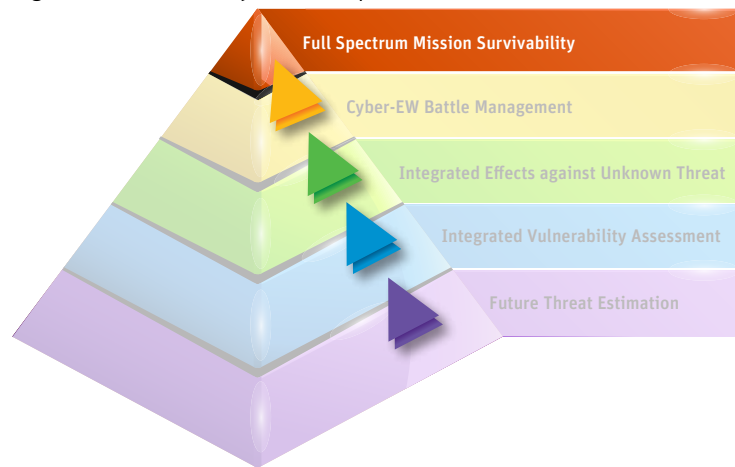 Full Spectrum Mission Survivability
Cyber-EW Battle Management
Integrated Effects against Unknown Threat
Integrated Vulnerability Assessment
Future Threat Estimation